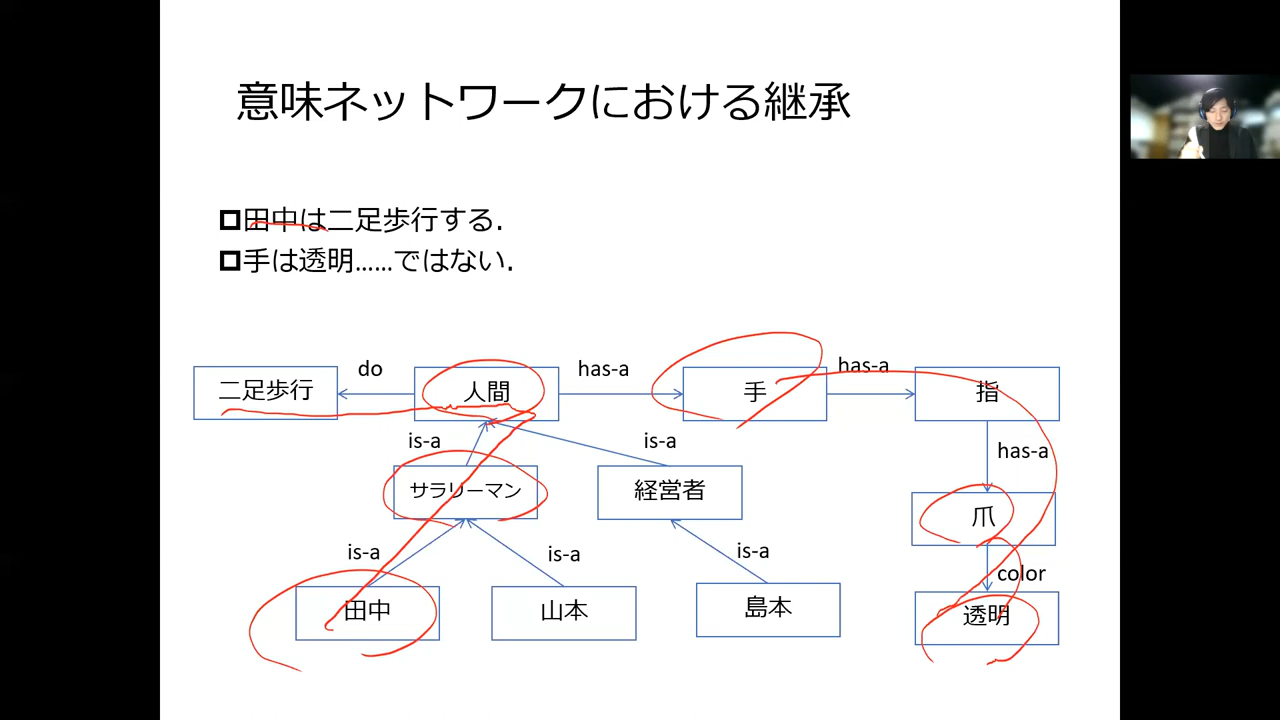 意味ネットワークにおける継承
田中は二足歩行する．
手は透明……ではない．
二足歩行
do
人間
has-a
手
has-a
指
is-a
is-a
has-a
サラリーマン
経営者
爪
is-a
is-a
is-a
color
田中
山本
島本
透明